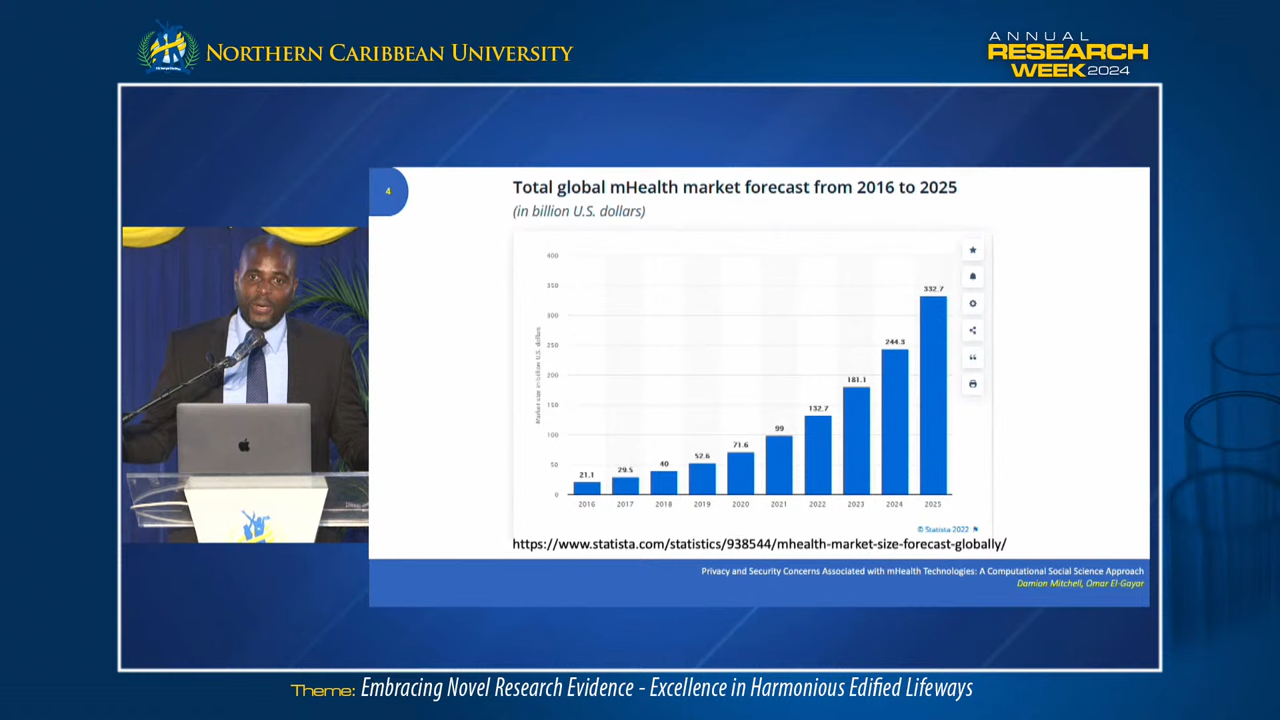 NORTHERN CARIBBEAN UNIVERSITY
ANNUAL
RESEARCH
WEEK 2024
4
Total global mHealth market forecast from 2016 to 2025
(in billion U.S. dollars)
Market size in billion U.S. dollars
400
350
300
250
200
150
100
50
0
21.1
29.5
40
52.6
71.6
99
132.7
181.1
244.3
332.7
2016 2017 2018 2019 2020 2021 2022 2023 2024 2025
© Statista 2022
https://www.statista.com/statistics/938544/mhealth-market-size-forecast-globally/
Privacy and Security Concerns Associated with mHealth Technologies: A Computational Social Science Approach
Damion Mitchell, Omar El-Gayar
Theme: Embracing Novel Research Evidence - Excellence in Harmonious Edified Lifeways